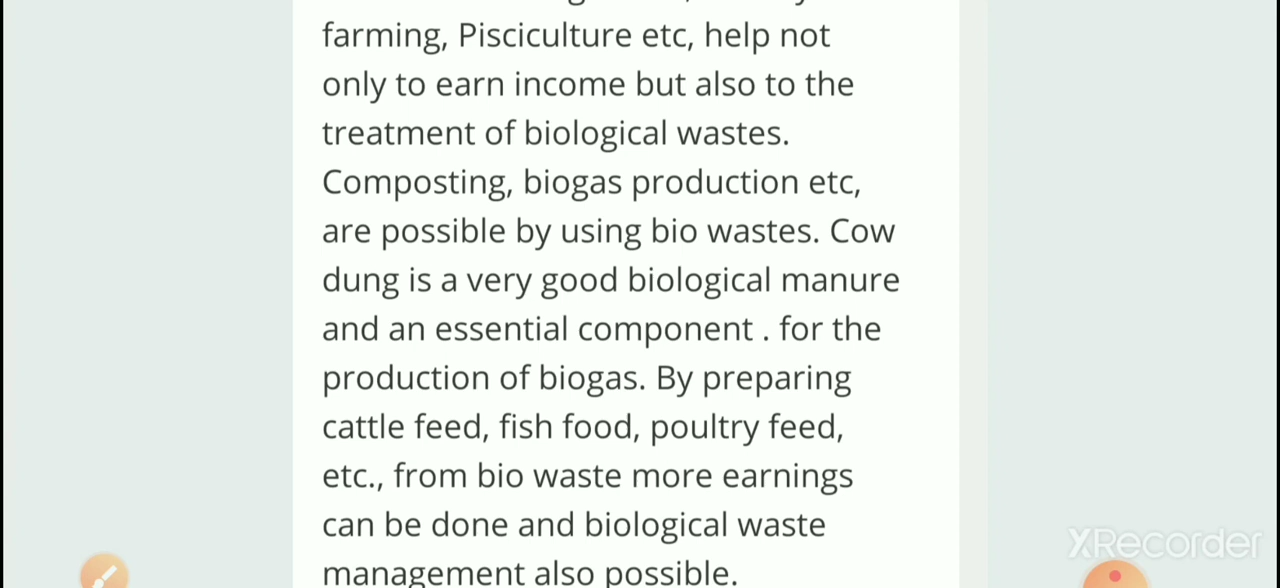 farming, Pisciculture etc, help not
only to earn income but also to the
treatment of biological wastes.
Composting, biogas production etc,
are possible by using bio wastes. Cow
dung is a very good biological manure
and an essential component . for the
production of biogas. By preparing
cattle feed, fish food, poultry feed,
etc., from bio waste more earnings
can be done and biological waste
management also possible.
XRecorder